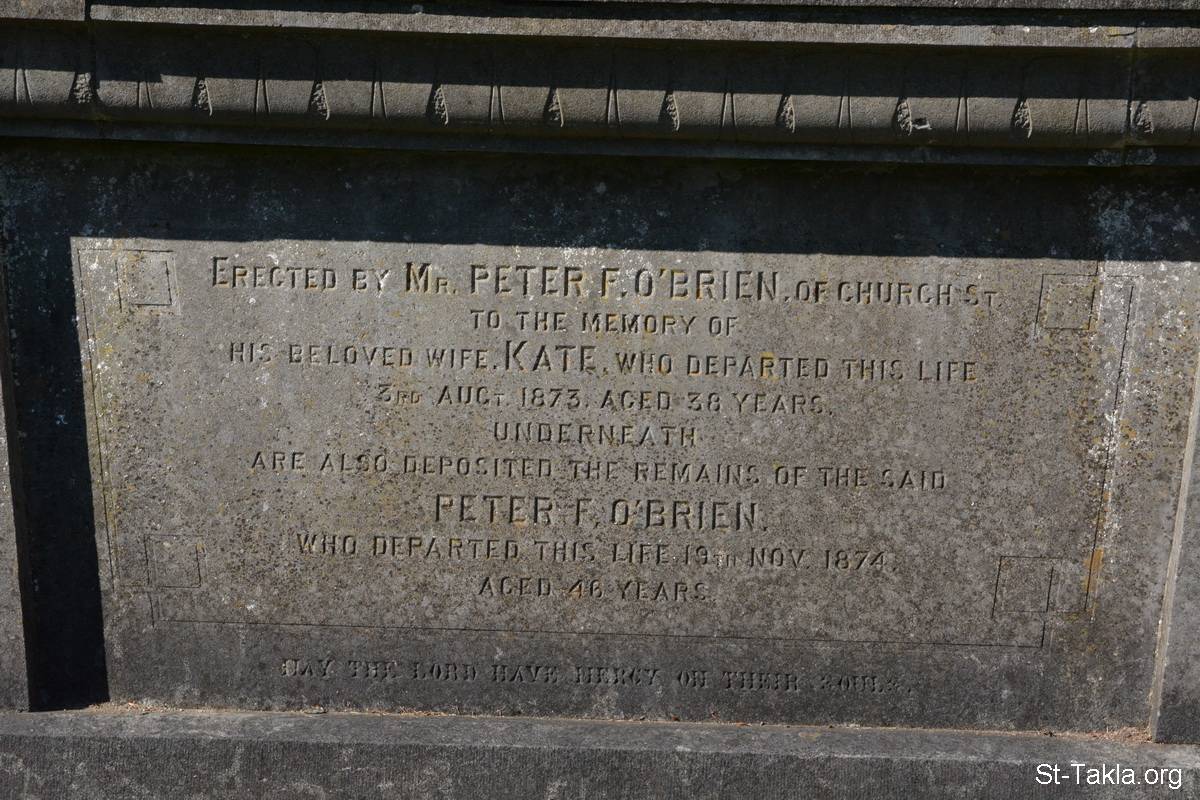 ERECTED BY MR. PETER F. O'BRIEN, OF CHURCH ST.
TO THE MEMORY OF
HIS BELOVED WIFE, KATE, WHO DEPARTED THIS LIFE
3RD AUGT. 1873. AGED 38 YEARS.
UNDERNEATH
ARE ALSO DEPOSITED THE REMAINS OF THE SAID
PETER F. O'BRIEN.
WHO DEPARTED THIS LIFE 19TH NOV. 1874.
AGED 46 YEARS.
MAY THE LORD HAVE MERCY ON THEIR SOULS.
St-Takla.org